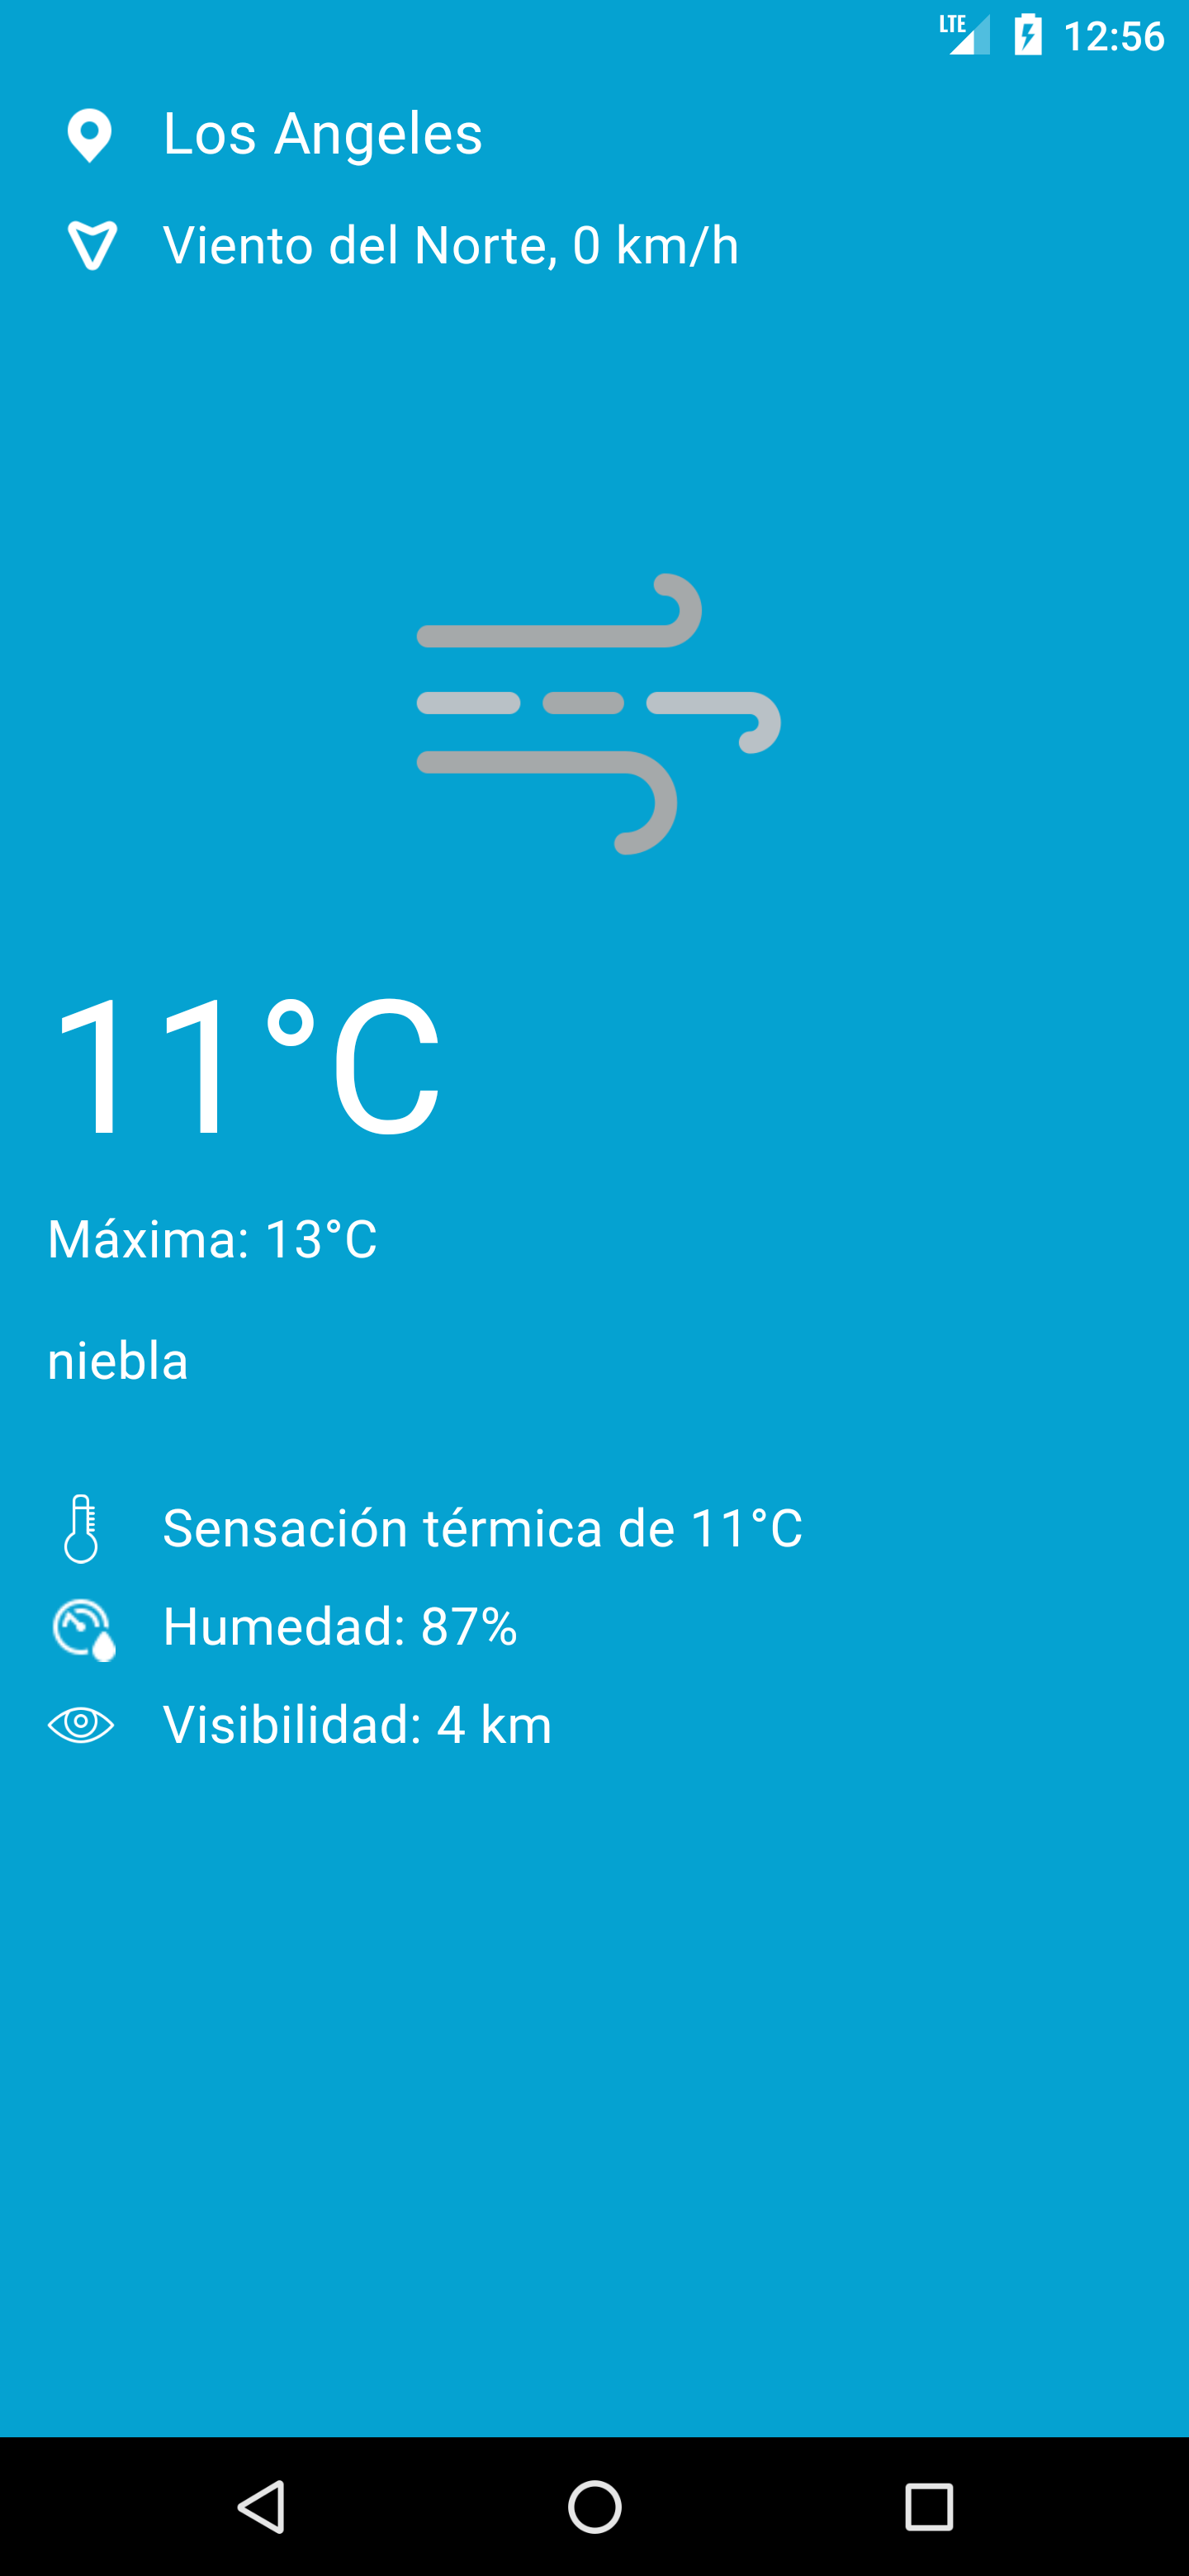 LTE 12:56
Los Angeles
Viento del Norte, 0 km/h
11°C
Máxima: 13°C
niebla
Sensación térmica de 11°C
Humedad: 87%
Visibilidad: 4 km